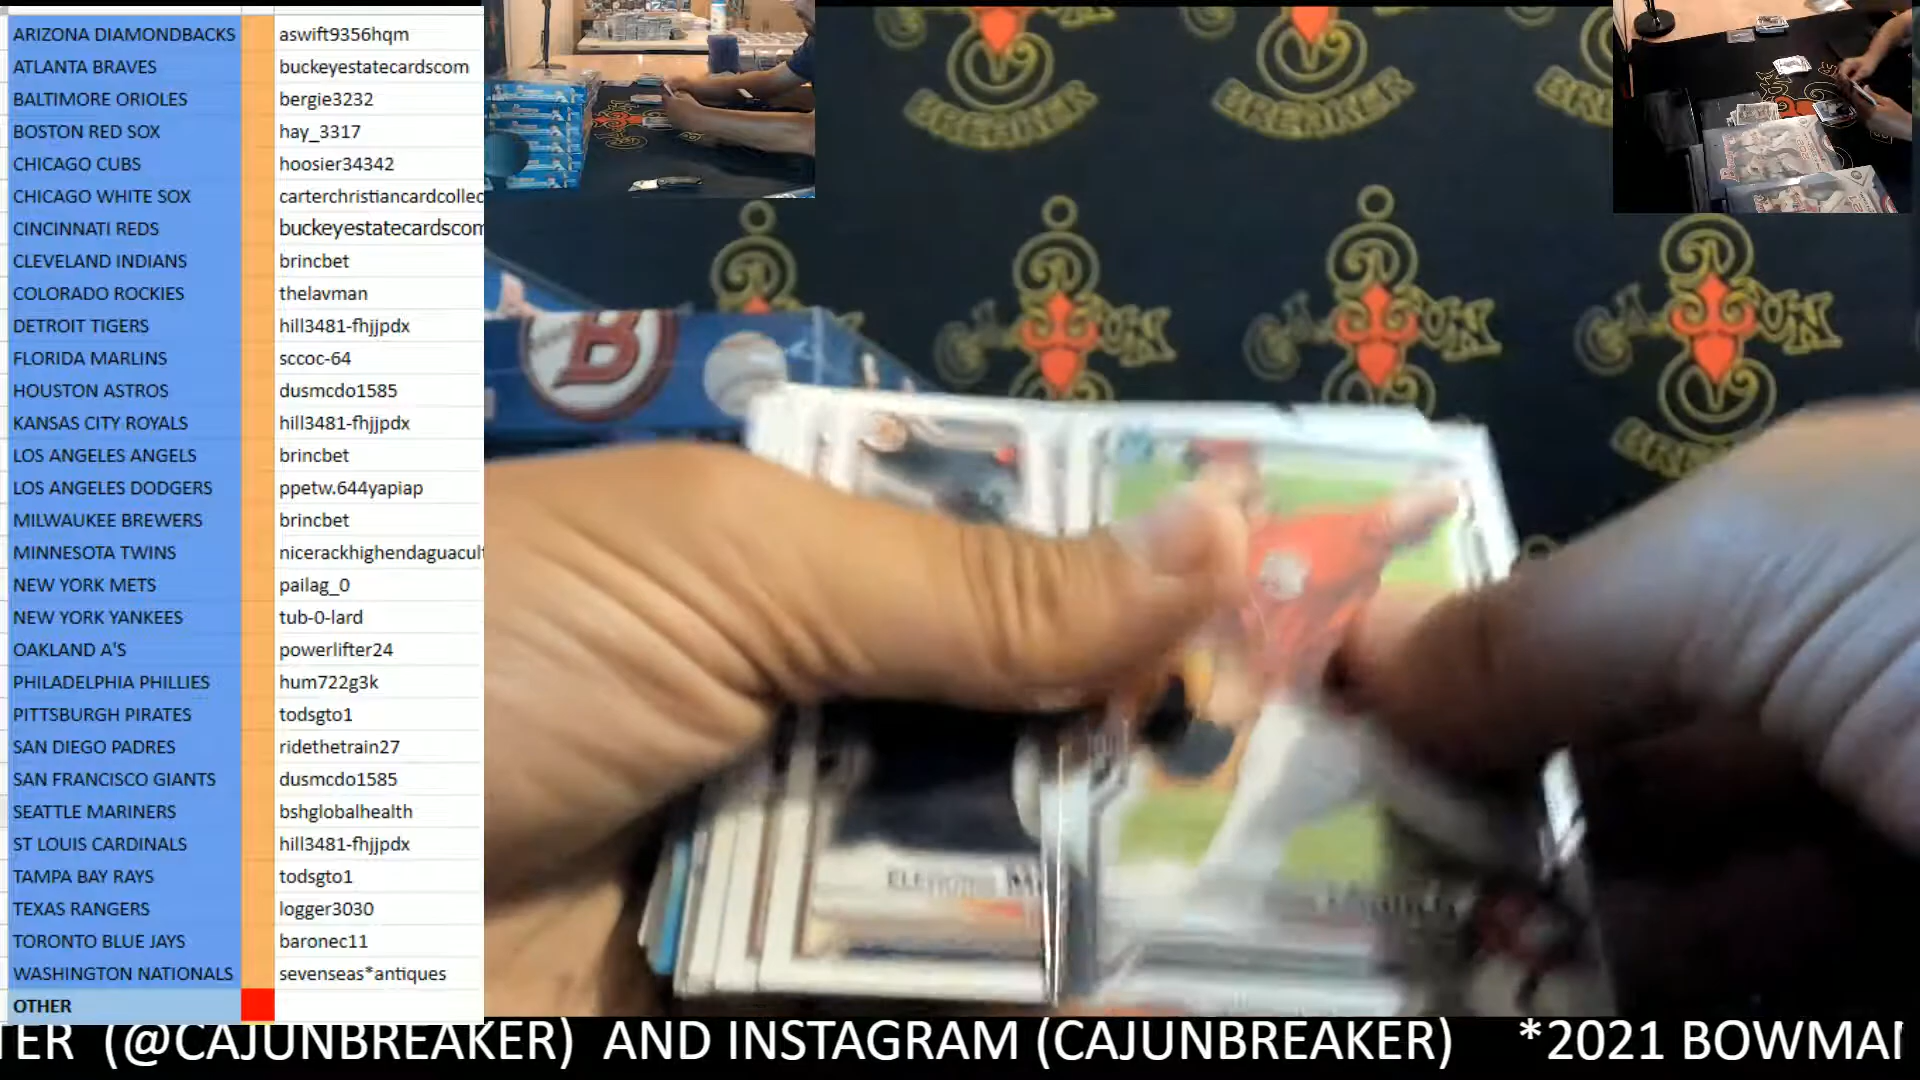 ARIZONA DIAMONDBACKS aswift9356hqm
ATLANTA BRAVES buckeyestatecardscom
BALTIMORE ORIOLES bergie3232
BOSTON RED SOX hay_3317
CHICAGO CUBS hoosier34342
CHICAGO WHITE SOX carterchristiancardcollec
CINCINNATI REDS buckeyestatecardscom
CLEVELAND INDIANS brincbet
COLORADO ROCKIES thelavman
DETROIT TIGERS hill3481-fhjjpdx
FLORIDA MARLINS sccoc-64
HOUSTON ASTROS dusmcdo1585
KANSAS CITY ROYALS hill3481-fhjjpdx
LOS ANGELES ANGELS brincbet
LOS ANGELES DODGERS ppetw.644yapiap
MILWAUKEE BREWERS brincbet
MINNESOTA TWINS nicerackhighendaguacult
NEW YORK METS pailag_0
NEW YORK YANKEES tub-0-lard
OAKLAND A'S powerlifter24
PHILADELPHIA PHILLIES hum722g3k
PITTSBURGH PIRATES todsgto1
SAN DIEGO PADRES ridethetrain27
SAN FRANCISCO GIANTS dusmcdo1585
SEATTLE MARINERS bshglobalhealth
ST LOUIS CARDINALS hill3481-fhjjpdx
TAMPA BAY RAYS todsgto1
TEXAS RANGERS logger3030
TORONTO BLUE JAYS baronec11
WASHINGTON NATIONALS sevenseas*antiques
OTHER
BREAKER
BREAKER
B
TER (@CAJUNBREAKER) AND INSTAGRAM (CAJUNBREAKER) *2021 BOWMA